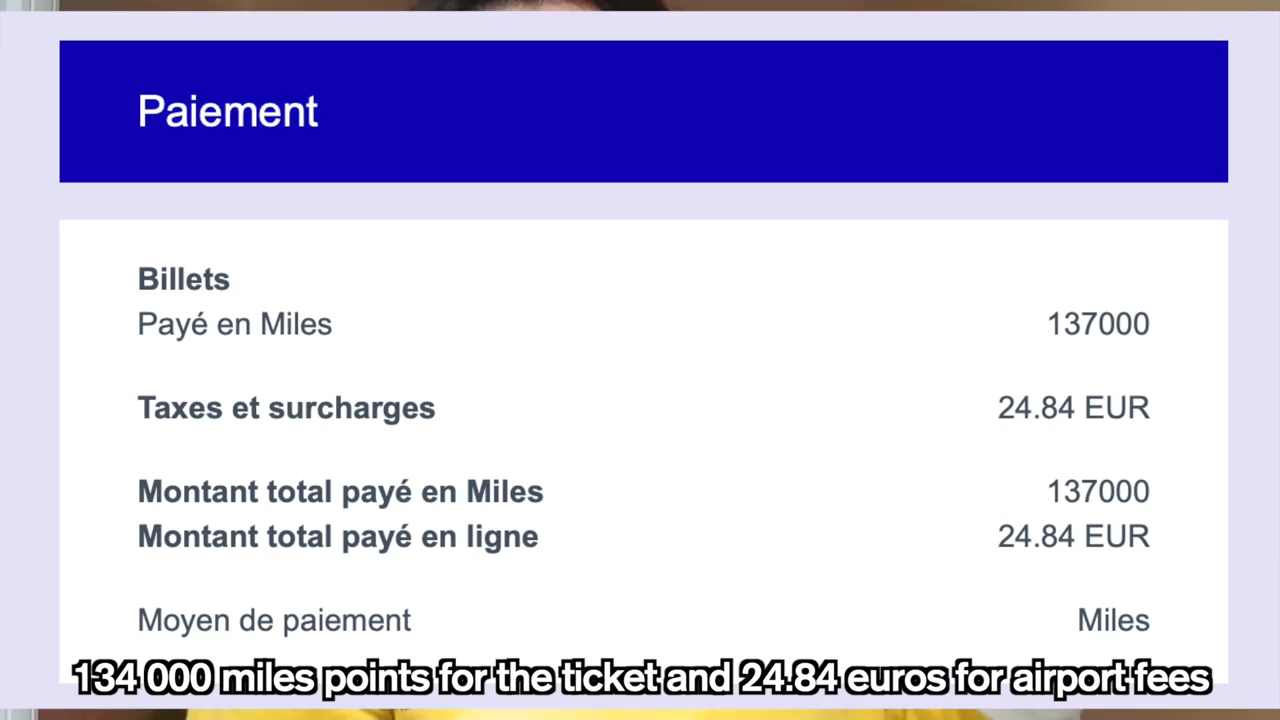 Paiement
Billets
Payé en Miles 137000
Taxes et surcharges 24.84 EUR
Montant total payé en Miles 137000
Montant total payé en ligne 24.84 EUR
Moyen de paiement Miles
134 000 miles points for the ticket and 24.84 euros for airport fees